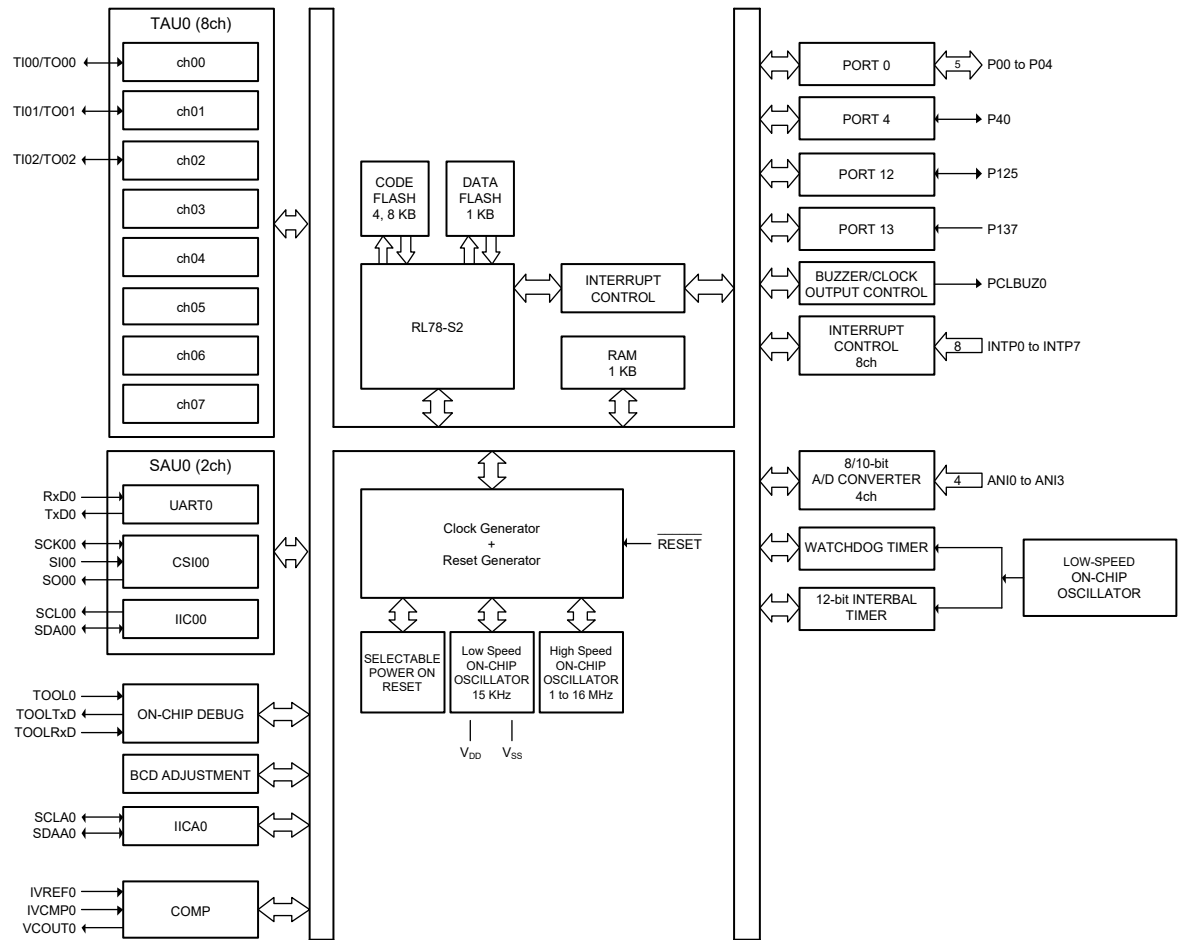 TAU0 (8ch)
TI00/TO00
ch00
TI01/TO01
ch01
TI02/TO02
ch02
ch03
ch04
ch05
ch06
ch07
SAU0 (2ch)
RxD0
TxD0
UART0
SCK00
SI00
SO00
CSI00
SCL00
SDA00
IIC00
TOOL0
TOOLTxD
TOOLRxD
ON-CHIP DEBUG
BCD ADJUSTMENT
SCLA0
SDAA0
IICA0
IVREF0
IVCMP0
VCOUT0
COMP
CODE
FLASH
4, 8 KB
DATA
FLASH
1 KB
RL78-S2
INTERRUPT
CONTROL
RAM
1 KB
Clock Generator
+
Reset Generator
RESET
SELECTABLE
POWER ON
RESET
Low Speed
ON-CHIP
OSCILLATOR
15 KHz
High Speed
ON-CHIP
OSCILLATOR
1 to 16 MHz
VDD
VSS
PORT 0
5
P00 to P04
PORT 4
P40
PORT 12
P125
PORT 13
P137
BUZZER/CLOCK
OUTPUT CONTROL
PCLBUZ0
INTERRUPT
CONTROL
8ch
8
INTP0 to INTP7
8/10-bit
A/D CONVERTER
4ch
4
ANI0 to ANI3
WATCHDOG TIMER
12-bit INTERBAL
TIMER
LOW-SPEED
ON-CHIP
OSCILLATOR